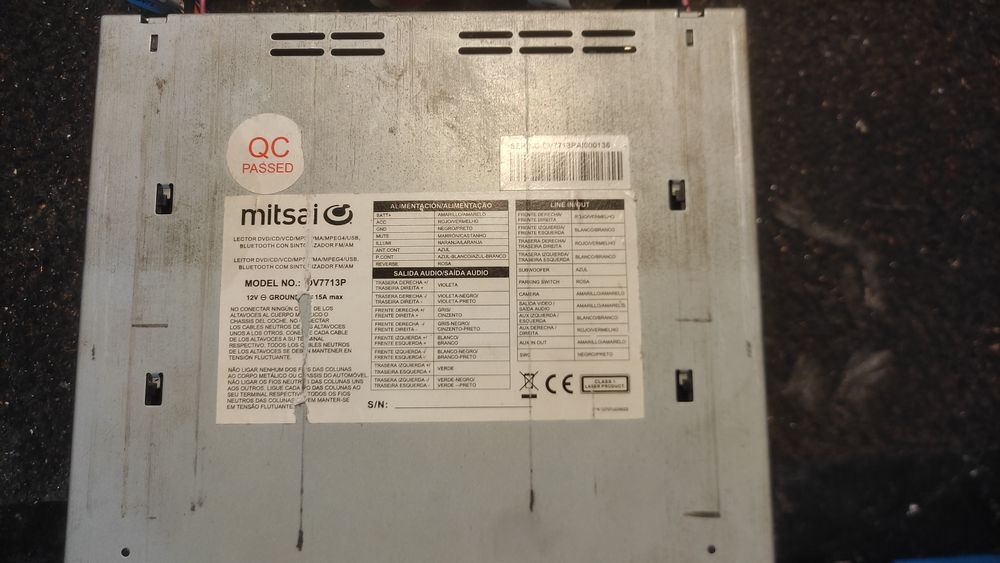 QC
PASSED
mitsai
LECTOR DVD/CD/VCD/MP3/WMA/MPEG4/USB,
BLUETOOTH CON SINTONIZADOR FM/AM
LEITOR DVD/CD/VCD/MP3/WMA/MPEG4/USB,
BLUETOOTH CON SINTONIZADOR FM/AM
MODEL NO.: DV7713P
12V ⊖ GROUND 15A max
NO CONECTAR NINGÚN DE LOS
ALTAVOCES AL CUERPO O
CHASIS DEL COCHE. NO CONECTAR
LOS CABLES NEUTROS DE ALTAVOCES
UNOS A LOS OTROS. CONECTE CADA CABLE
DE LOS ALTAVOCES A SU TERMINAL
RESPECTIVO. TODOS LOS CABLES NEUTROS
DE LOS ALTAVOCES SE DEBEN MANTENER EN
TENSIÓN FLUCTUANTE.
NÃO LIGAR NENHUM DOS FIOS DAS COLUNAS
AO CORPO METÁLICO OU CHASSIS DO AUTOMÓVEL.
NÃO LIGAR OS FIOS NEUTROS DAS COLUNAS UNS
AOS OUTROS. LIGUE CADA FIO DAS COLUNAS AO
SEU TERMINAL RESPECTIVO. TODOS OS FIOS
NEUTROS DAS COLUNAS DEVEM MANTER-SE
EM TENSÃO FLUTUANTE.
ALIMENTACIÓN/ALIMENTAÇÃO
BATT+ AMARILLO/AMARELO
ACC ROJO/VERMELHO
GND NEGRO/PRETO
MUTE MARRÓN/CASTANHO
ILLUMI NARANJA/LARANJA
ANT.CONT AZUL
P.CONT AZUL-BLANCO/AZUL-BRANCO
REVERSE ROSA
SALIDA AUDIO/SAÍDA AUDIO
TRASERA DERECHA +/
TRASEIRA DIREITA + VIOLETA
TRASERA DERECHA -/ VIOLETA-NEGRO/
TRASEIRA DIREITA - VIOLETA-PRETO
FRENTE DERECHA +/ GRIS/
FRENTE DIREITA + CINZENTO
FRENTE DERECHA -/ GRIS-NEGRO/
FRENTE DIREITA - CINZENTO-PRETO
FRENTE IZQUIERDA +/ BLANCO/
FRENTE ESQUERDA + BRANCO
FRENTE IZQUIERDA -/ BLANCO-NEGRO/
FRENTE ESQUERDA - BRANCO-PRETO
TRASERA IZQUIERDA +/
TRASEIRA ESQUERDA + VERDE
TRASERA IZQUIERDA -/ VERDE-NEGRO/
TRASEIRA ESQUERDA - VERDE-PRETO
S/N:
LINE IN/OUT
FRENTE DERECHA/
FRENTE DIREITA ROJO/VERMELHO
FRENTE IZQUIERDA/
FRENTE ESQUERDA BLANCO/BRANCO
TRASERA DERECHA/
TRASEIRA DIREITA ROJO/VERMELHO
TRASERA IZQUIERDA/
TRASEIRA ESQUERDA BLANCO/BRANCO
SUBWOOFER AZUL
PARKING SWITCH ROSA
CAMERA AMARILLO/AMARELO
SALIDA VIDEO /
SAÍDA AUDIO AMARILLO/AMARELO
AUX IZQUIERDA /
ESQUERDA BLANCO/BRANCO
AUX DERECHA /
DIREITA ROJO/VERMELHO
AUX IN OUT AMARILLO/AMARELO
SWC NEGRO/PRETO
CE
CLASS 1
LASER PRODUCT